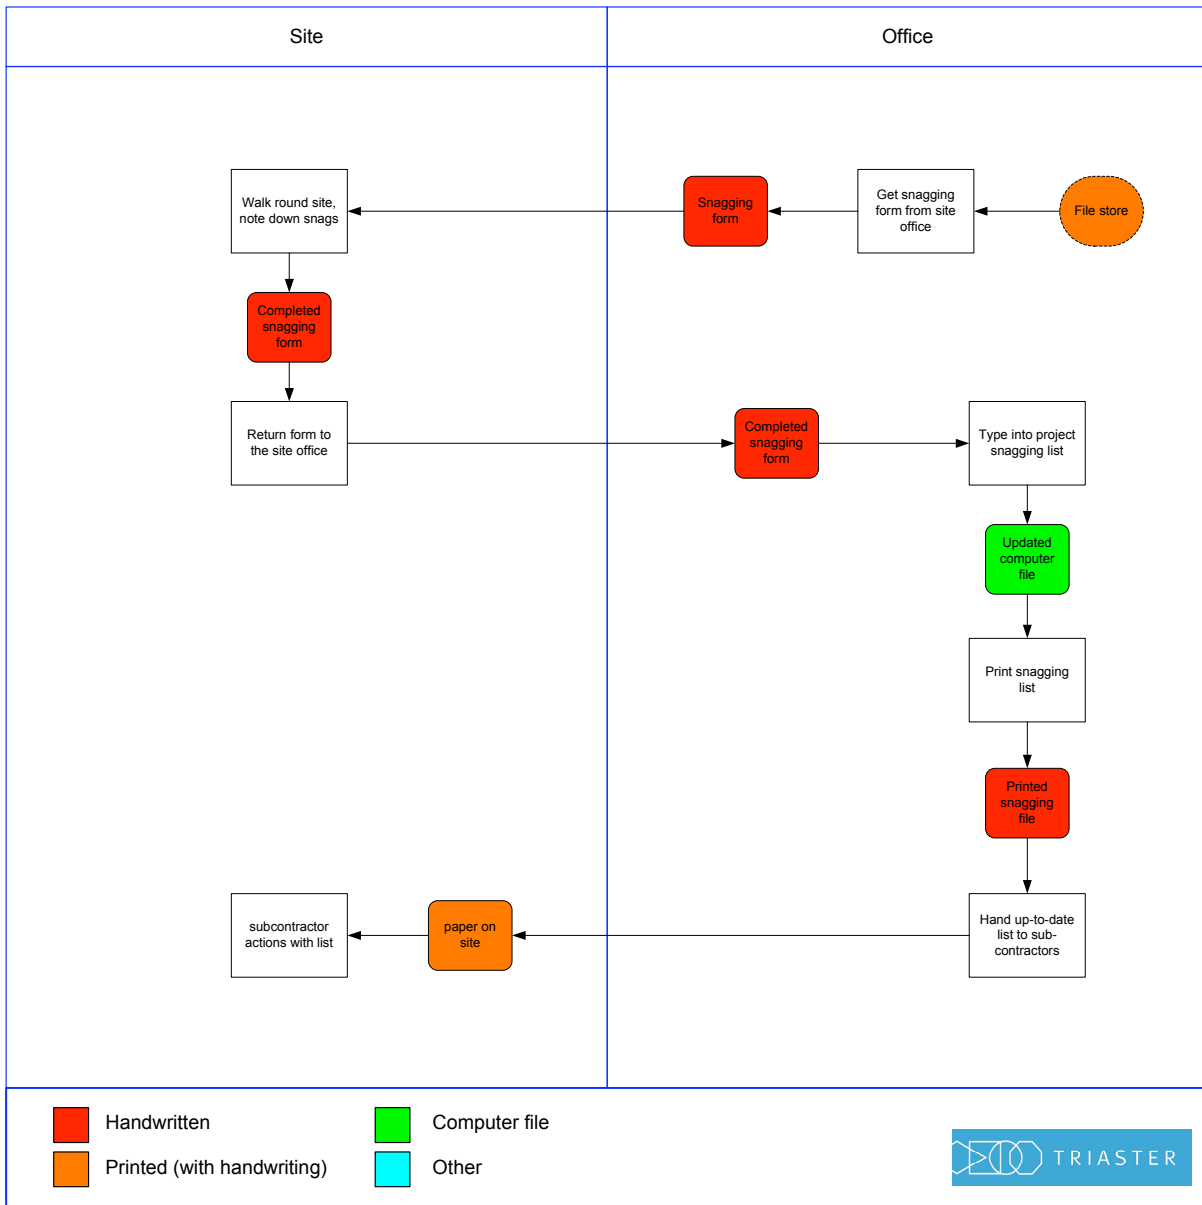 Site
Office
Walk round site,
note down snags
Snagging
form
Get snagging
form from site
office
File store
Completed
snagging
form
Return form to
the site office
Completed
snagging
form
Type into project
snagging list
Updated
computer
file
Print snagging
list
Printed
snagging
file
subcontractor
actions with list
paper on
site
Hand up-to-date
list to sub-
contractors
Handwritten
Computer file
Printed (with handwriting)
Other
TRIASTER